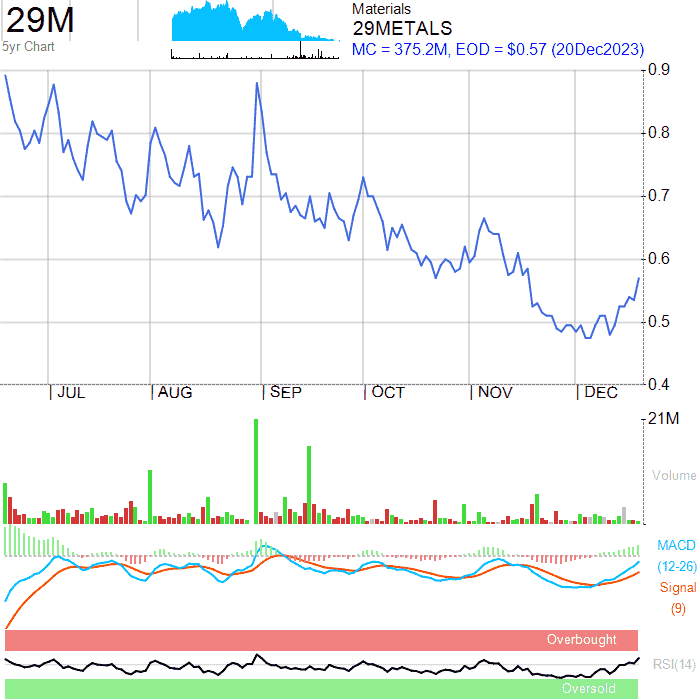 29M
5yr Chart
Materials
29METALS
MC = 375.2M, EOD = $0.57 (20Dec2023)
0.9
0.8
0.7
0.6
0.5
0.4
JUL AUG SEP OCT NOV DEC
21M
Volume
MACD
(12-26)
Signal
(9)
Overbought
RSI(14)
Oversold